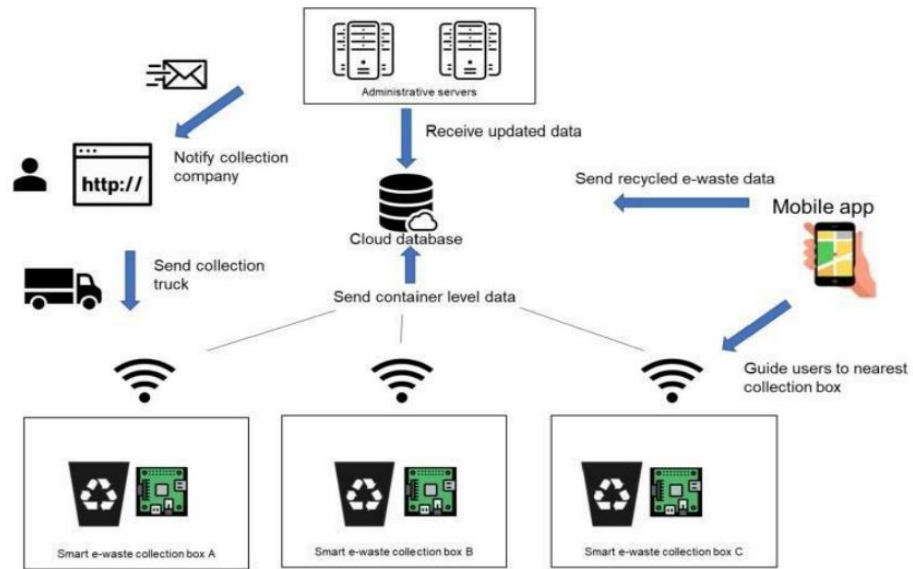 Administrative servers
Receive updated data
Notify collection
company
http://
Send recycled e-waste data
Mobile app
Cloud database
Send collection
truck
Send container level data
Guide users to nearest
collection box
Smart e-waste collection box A
Smart e-waste collection box B
Smart e-waste collection box C